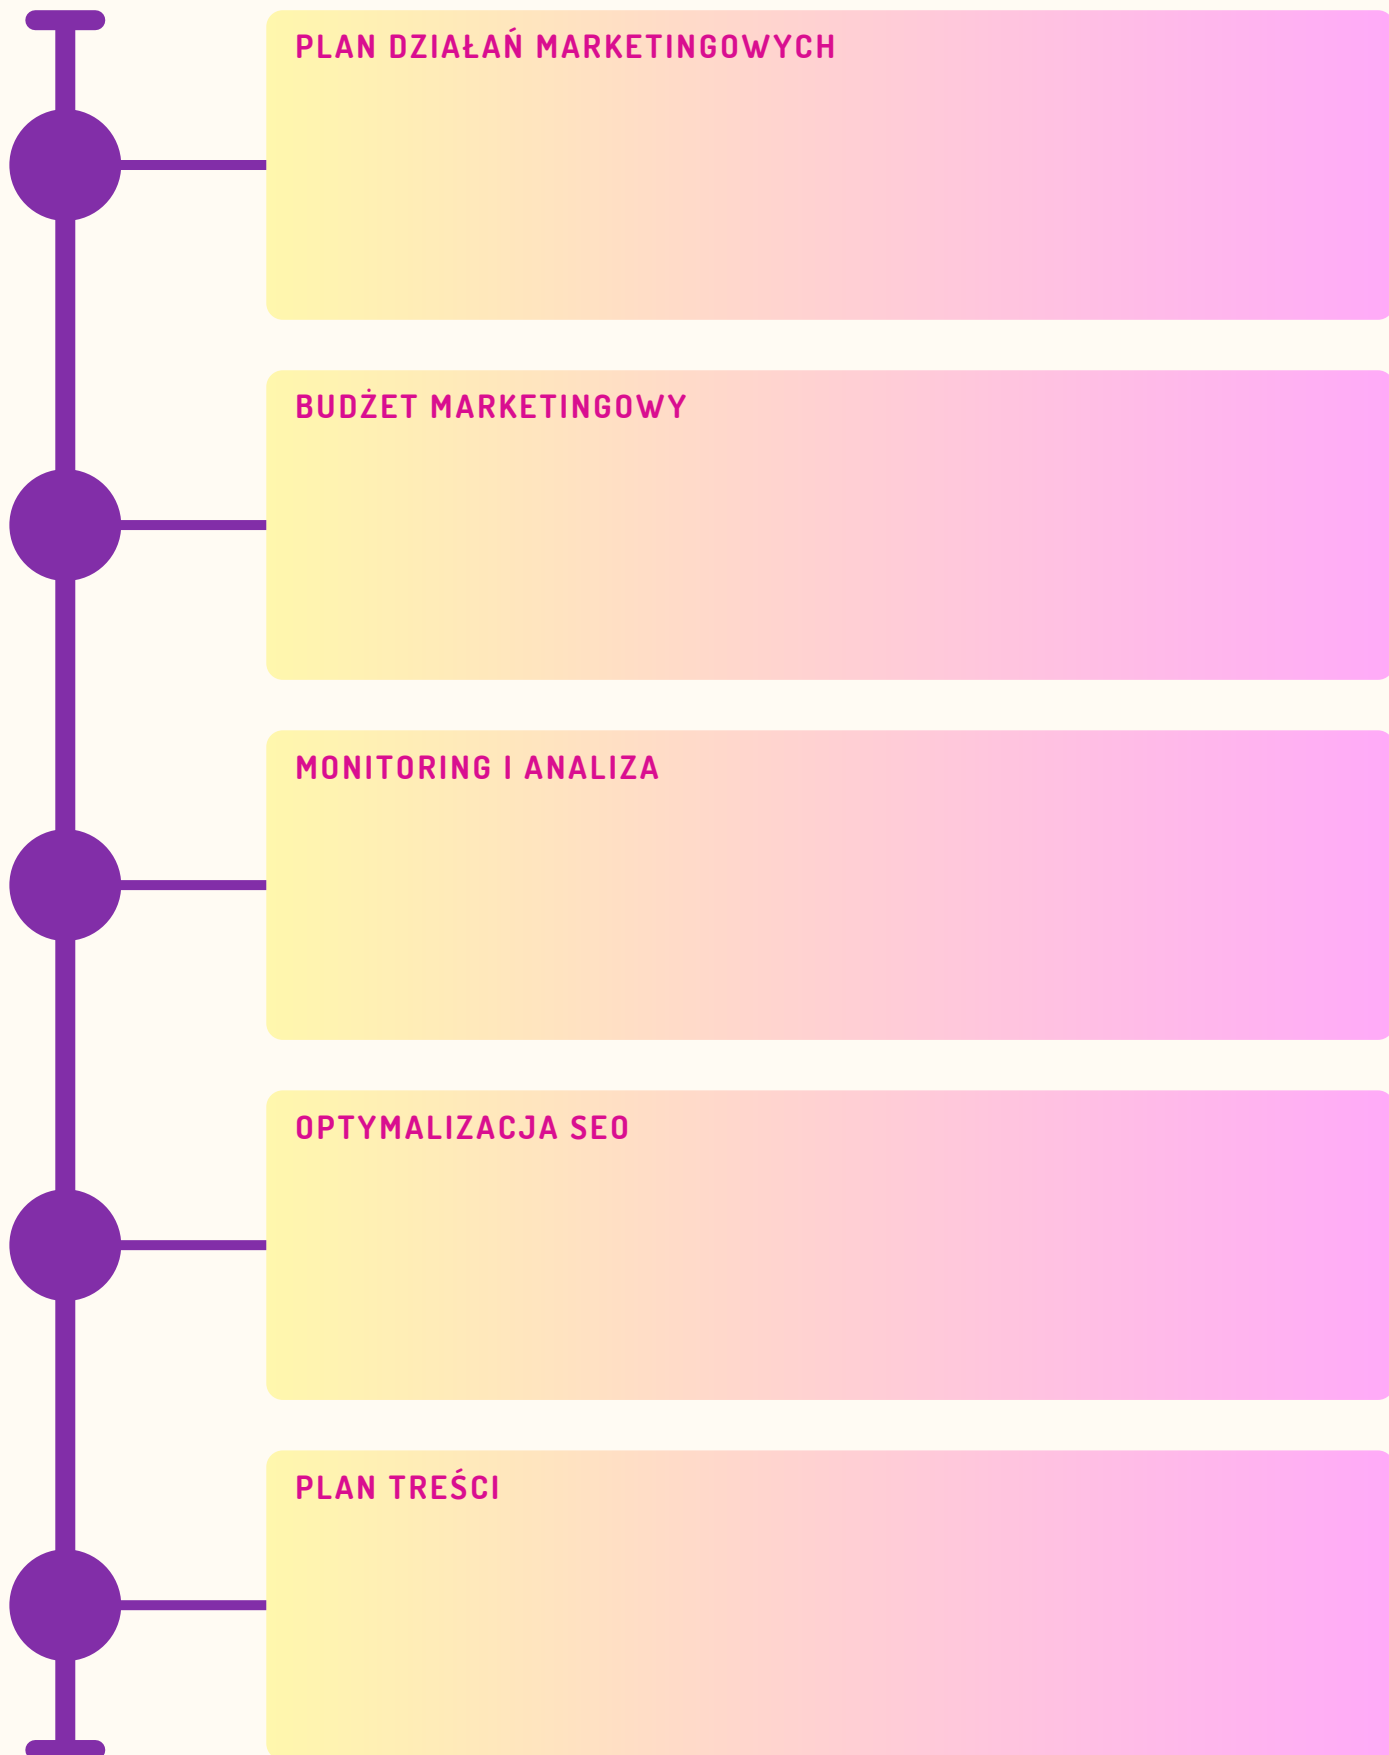 PLAN DZIAŁAŃ MARKETINGOWYCH
BUDŻET MARKETINGOWY
MONITORING I ANALIZA
OPTYMALIZACJA SEO
PLAN TREŚCI